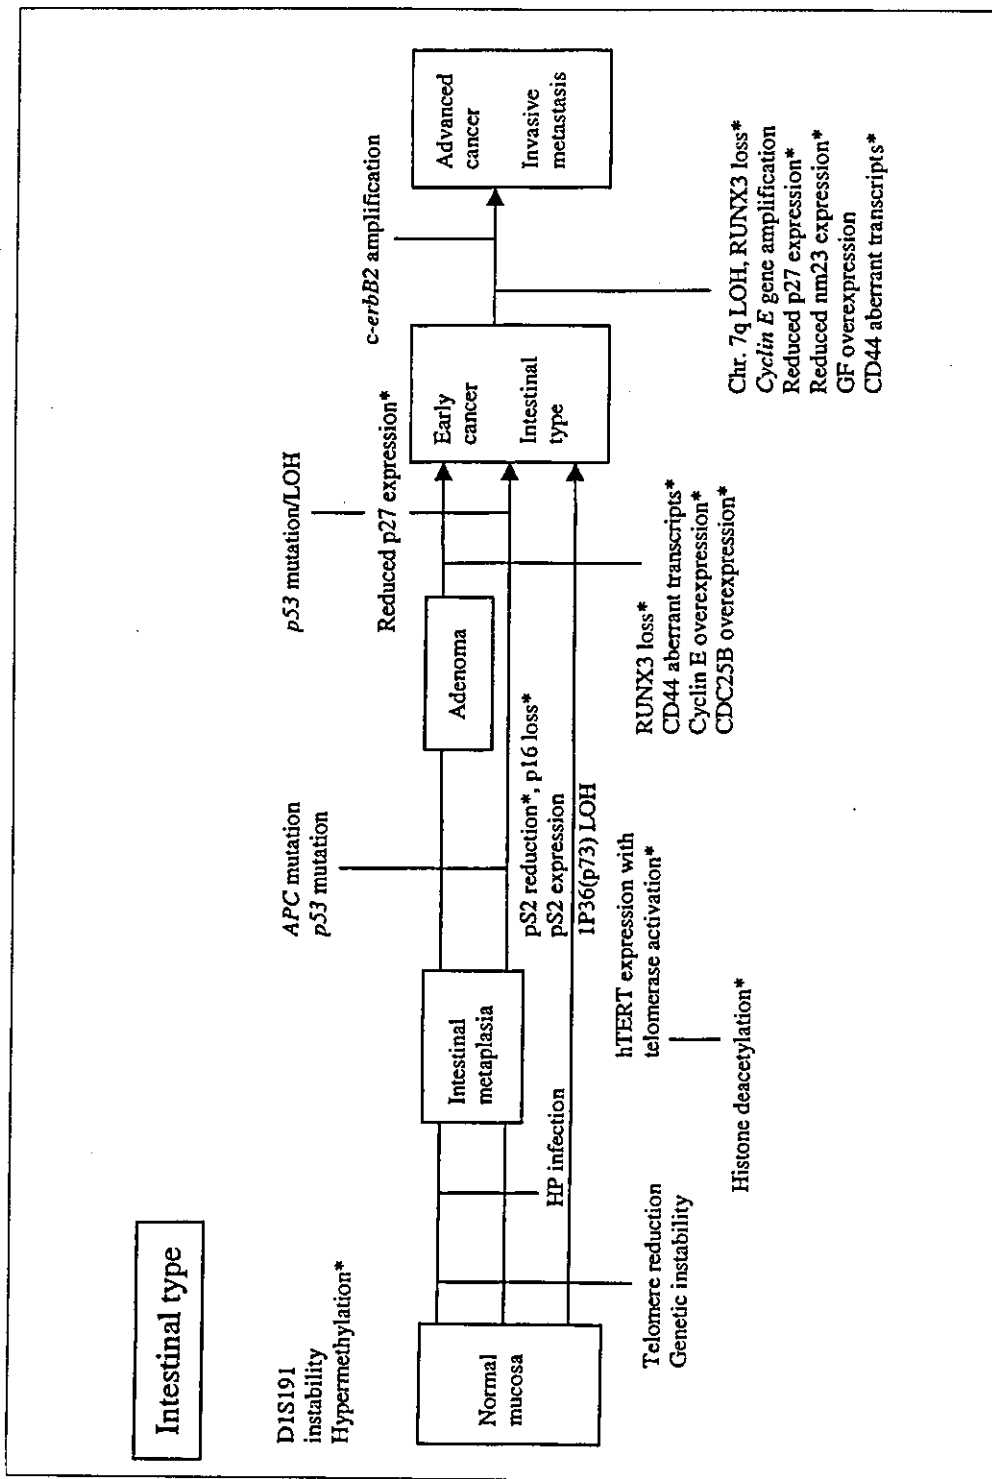 Intestinal type
D1S191
instability
Hypermethylation*
APC mutation
p53 mutation
p53 mutation/LOH
Reduced p27 expression*
c-erbB2 amplification
Normal
mucosa
Intestinal
metaplasia
Adenoma
Early
cancer
Intestinal
type
Advanced
cancer
Invasive
metastasis
HP infection
pS2 reduction*, p16 loss*
pS2 expression
1P36(p73) LOH
Telomere reduction
Genetic instability
hTERT expression with
telomerase activation*
Histone deacetylation*
RUNX3 loss*
CD44 aberrant transcripts*
Cyclin E overexpression*
CDC25B overexpression*
Chr. 7q LOH, RUNX3 loss*
Cyclin E gene amplification
Reduced p27 expression*
Reduced nm23 expression*
GF overexpression
CD44 aberrant transcripts*